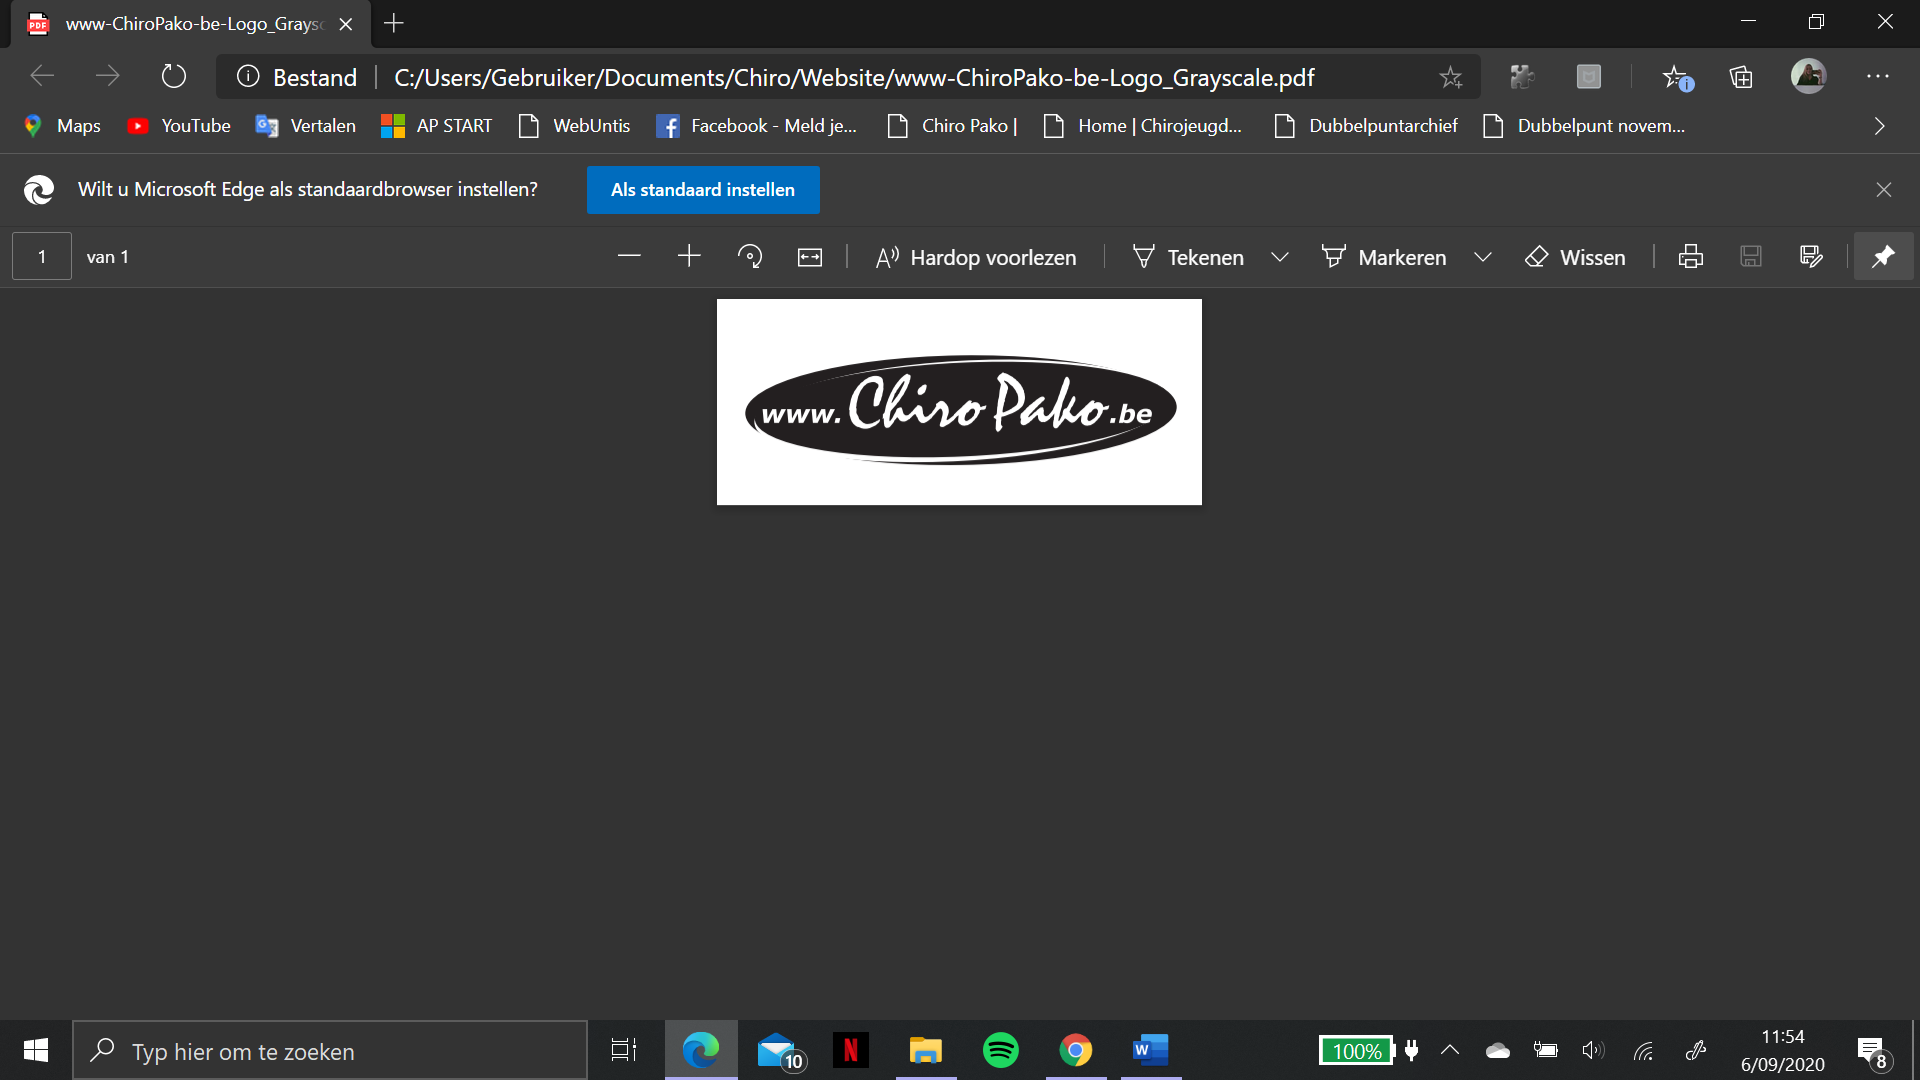 www-ChiroPako-be-Logo_Graysc
Bestand | C:/Users/Gebruiker/Documents/Chiro/Website/www-ChiroPako-be-Logo_Grayscale.pdf
Maps YouTube Vertalen AP START WebUntis Facebook - Meld je... Chiro Pako | Home | Chirojeugd... Dubbelpuntarchief Dubbelpunt novem...
Wilt u Microsoft Edge als standaardbrowser instellen? Als standaard instellen
1 van 1 Hardop voorlezen Tekenen Markeren Wissen
www.Chiro Pako.be
Typ hier om te zoeken 10 100% 11:54
6/09/2020 8